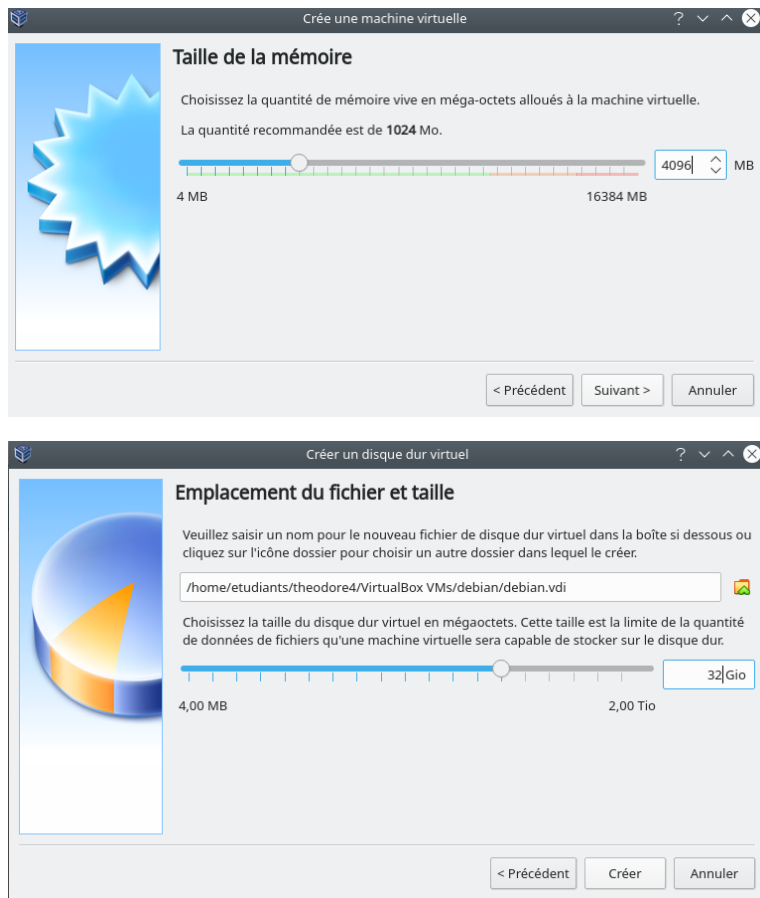 Crée une machine virtuelle
Taille de la mémoire
Choisissez la quantité de mémoire vive en méga-octets alloués à la machine virtuelle.
La quantité recommandée est de 1024 Mo.
4096 MB
4 MB 16384 MB
< Précédent Suivant > Annuler
Créer un disque dur virtuel
Emplacement du fichier et taille
Veuillez saisir un nom pour le nouveau fichier de disque dur virtuel dans la boîte si dessous ou
cliquez sur l'icône dossier pour choisir un autre dossier dans lequel le créer.
/home/etudiants/theodore4/VirtualBox VMs/debian/debian.vdi
Choisissez la taille du disque dur virtuel en mégaoctets. Cette taille est la limite de la quantité
de données de fichiers qu'une machine virtuelle sera capable de stocker sur le disque dur.
32 Gio
4,00 MB 2,00 Tio
< Précédent Créer Annuler